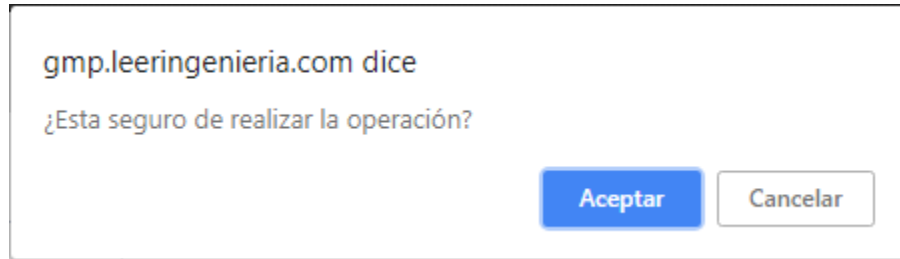 gmp.leeringenieria.com dice
¿Esta seguro de realizar la operación?
Aceptar Cancelar